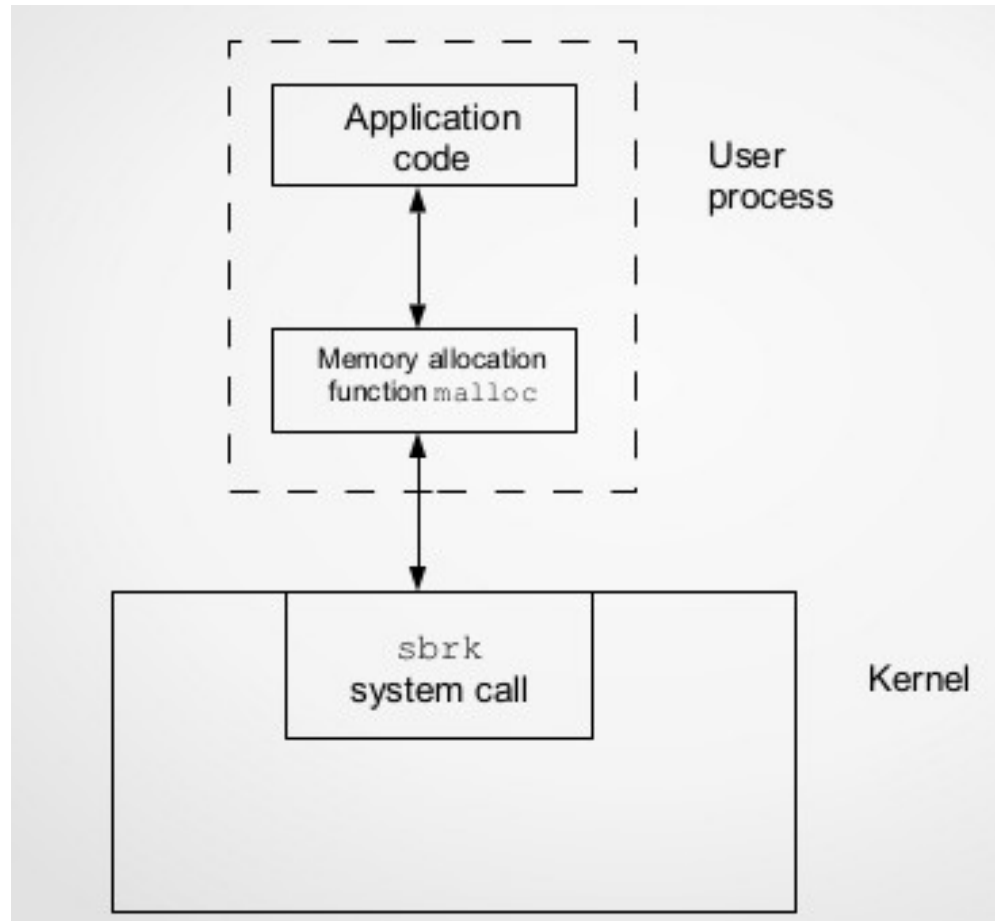 Application
code
User
process
Memory allocation
function malloc
sbrk
system call
Kernel